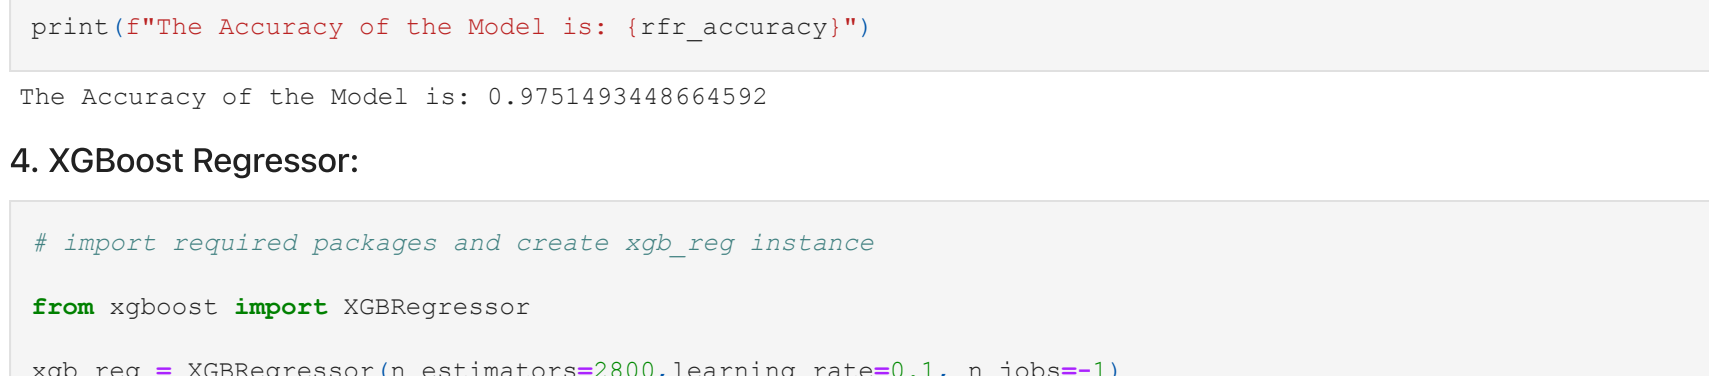 print(f"The Accuracy of the Model is: {rfr_accuracy}")
The Accuracy of the Model is: 0.9751493448664592
4. XGBoost Regressor:
# import required packages and create xgb_reg instance
from xgboost import XGBRegressor
xgb_reg = XGBRegressor(n_estimators=2800,learning_rate=0.1, n_jobs=-1)